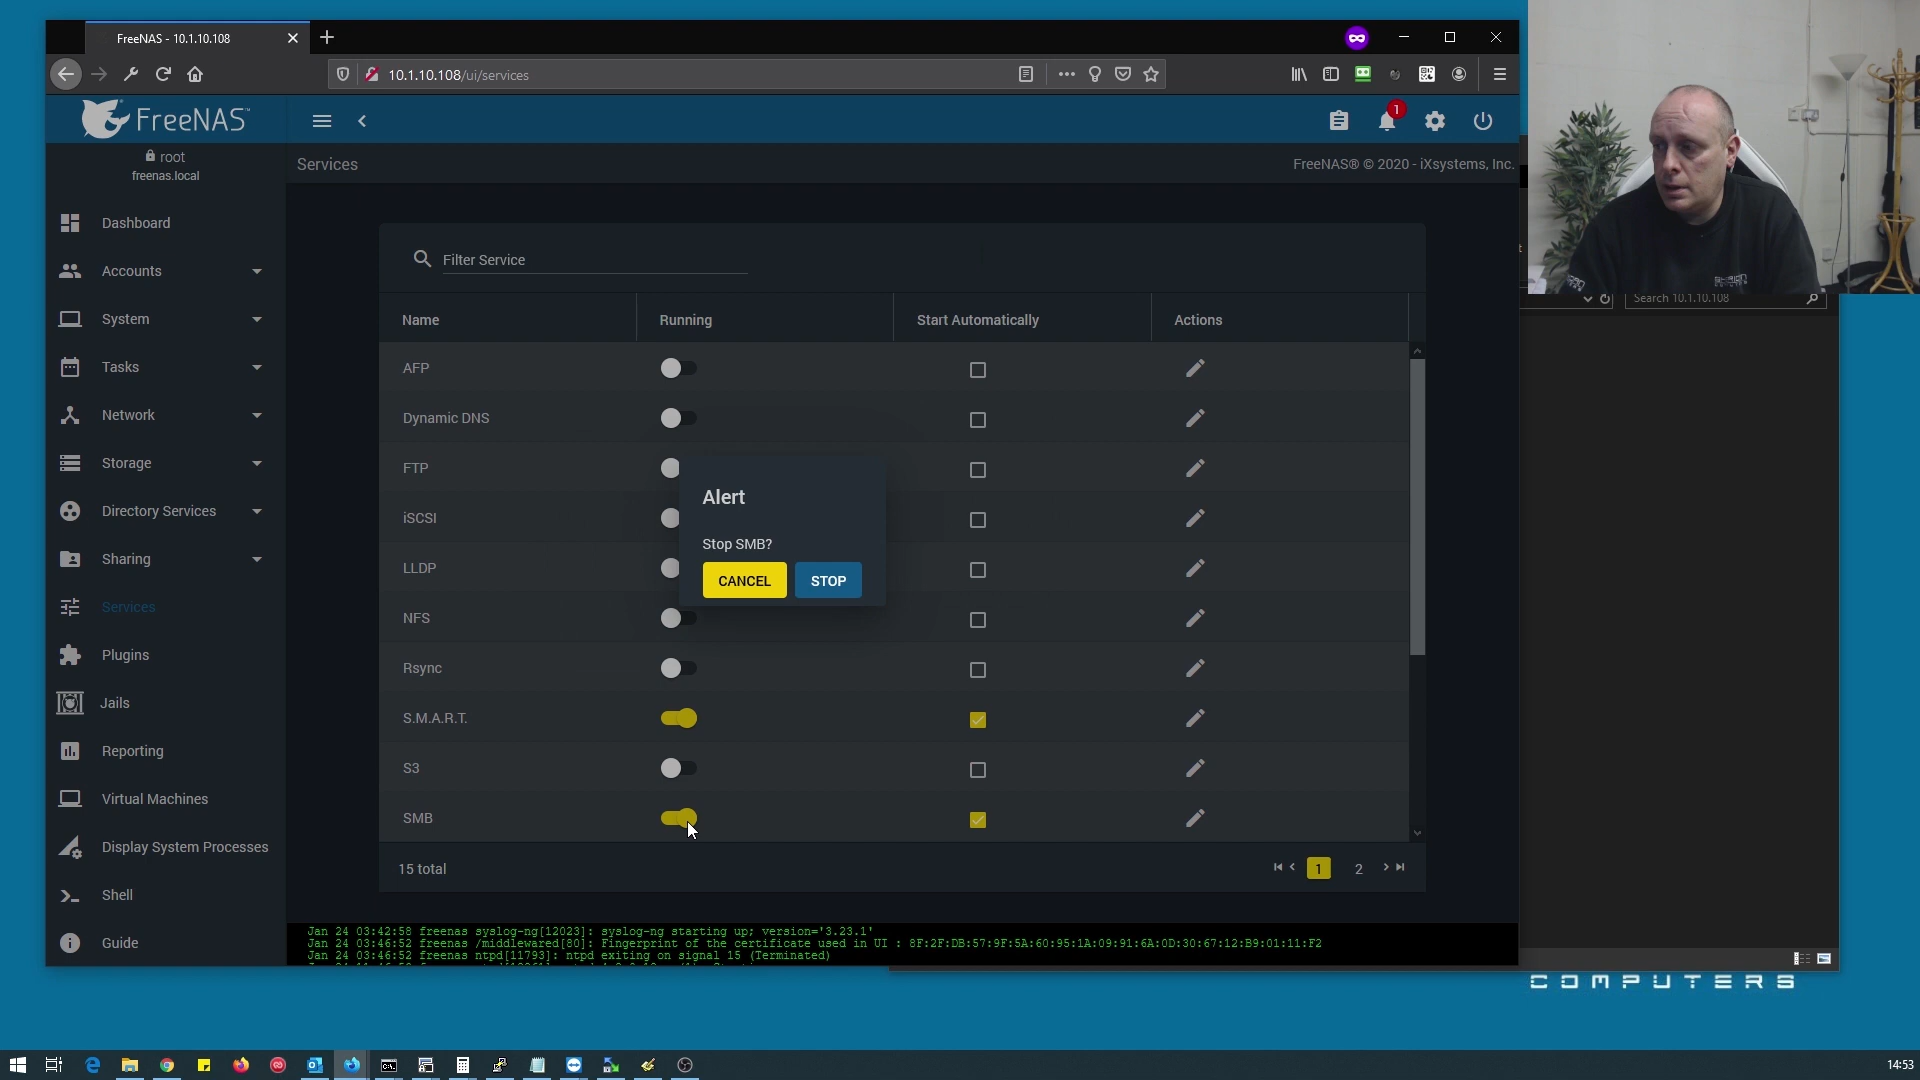 FreeNAS - 10.1.10.108
10.1.10.108/ui/services
FreeNAS™
1
root
freenas.local
Services
FreeNAS® © 2020 - iXsystems, Inc.
Dashboard
Accounts
System
Tasks
Network
Storage
Directory Services
Sharing
Services
Plugins
Jails
Reporting
Virtual Machines
Display System Processes
Shell
Guide
Filter Service
Name Running Start Automatically Actions
AFP
Dynamic DNS
FTP
iSCSI
LLDP
NFS
Rsync
S.M.A.R.T.
S3
SMB
Alert
Stop SMB?
CANCEL STOP
15 total
1 2
Jan 24 03:42:58 freenas syslog-ng[12023]: syslog-ng starting up; version='3.23.1'
Jan 24 03:46:52 freenas /middlewared[80]: Fingerprint of the certificate used in UI : 8F:2F:DB:57:9F:5A:60:95:1A:09:91:6A:0D:30:67:12:B9:01:11:F2
Jan 24 03:46:52 freenas ntpd[11793]: ntpd exiting on signal 15 (Terminated)
Search 10.1.10.108
COMPUTERS
14:53